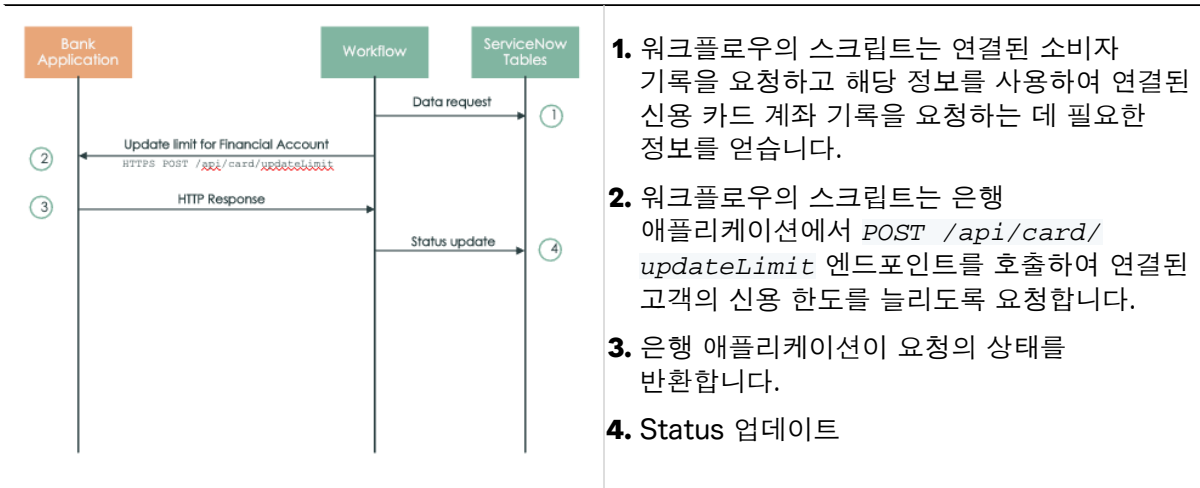 Bank
Application
Workflow
ServiceNow
Tables
Data request
1
Update limit for Financial Account
2
HTTPS POST /api/card/updateLimit
HTTP Response
3
Status update
4
1. 워크플로우의 스크립트는 연결된 소비자
기록을 요청하고 해당 정보를 사용하여 연결된
신용 카드 계좌 기록을 요청하는 데 필요한
정보를 얻습니다.
2. 워크플로우의 스크립트는 은행
애플리케이션에서 POST /api/card/
updateLimit 엔드포인트를 호출하여 연결된
고객의 신용 한도를 늘리도록 요청합니다.
3. 은행 애플리케이션이 요청의 상태를
반환합니다.
4. Status 업데이트